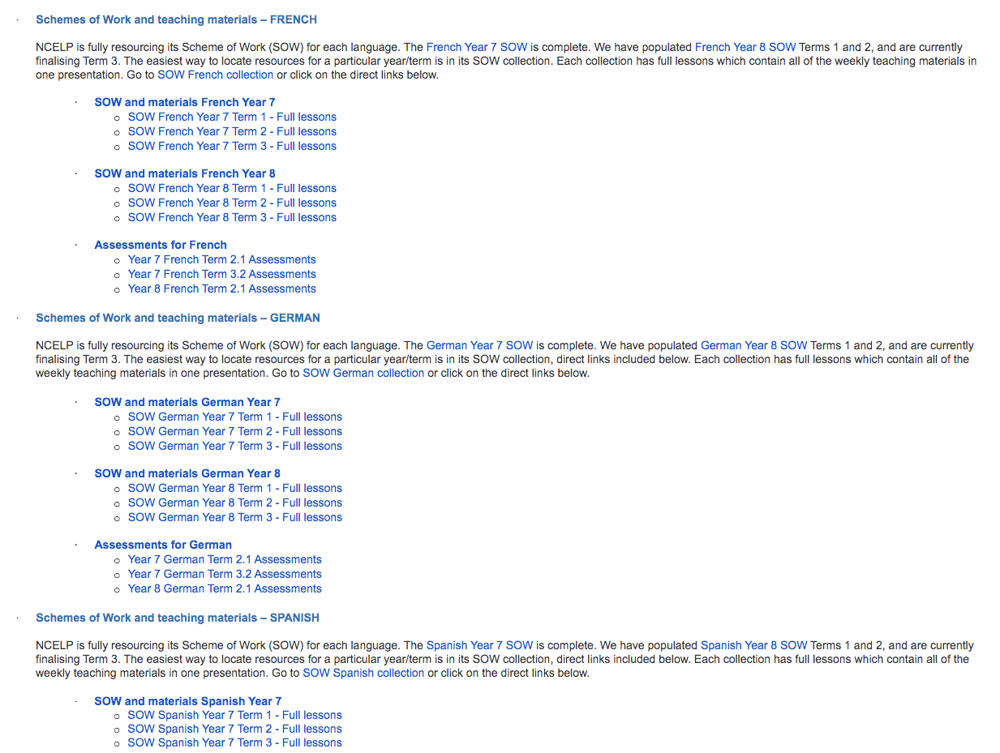 · Schemes of Work and teaching materials – FRENCH
NCELP is fully resourcing its Scheme of Work (SOW) for each language. The French Year 7 SOW is complete. We have populated French Year 8 SOW Terms 1 and 2, and are currently
finalising Term 3. The easiest way to locate resources for a particular year/term is in its SOW collection. Each collection has full lessons which contain all of the weekly teaching materials in
one presentation. Go to SOW French collection or click on the direct links below.
· SOW and materials French Year 7
o SOW French Year 7 Term 1 - Full lessons
o SOW French Year 7 Term 2 - Full lessons
o SOW French Year 7 Term 3 - Full lessons
· SOW and materials French Year 8
o SOW French Year 8 Term 1 - Full lessons
o SOW French Year 8 Term 2 - Full lessons
o SOW French Year 8 Term 3 - Full lessons
· Assessments for French
o Year 7 French Term 2.1 Assessments
o Year 7 French Term 3.2 Assessments
o Year 8 French Term 2.1 Assessments
· Schemes of Work and teaching materials – GERMAN
NCELP is fully resourcing its Scheme of Work (SOW) for each language. The German Year 7 SOW is complete. We have populated German Year 8 SOW Terms 1 and 2, and are currently
finalising Term 3. The easiest way to locate resources for a particular year/term is in its SOW collection, direct links included below. Each collection has full lessons which contain all of the
weekly teaching materials in one presentation. Go to SOW German collection or click on the direct links below.
· SOW and materials German Year 7
o SOW German Year 7 Term 1 - Full lessons
o SOW German Year 7 Term 2 - Full lessons
o SOW German Year 7 Term 3 - Full lessons
· SOW and materials German Year 8
o SOW German Year 8 Term 1 - Full lessons
o SOW German Year 8 Term 2 - Full lessons
o SOW German Year 8 Term 3 - Full lessons
· Assessments for German
o Year 7 German Term 2.1 Assessments
o Year 7 German Term 3.2 Assessments
o Year 8 German Term 2.1 Assessments
· Schemes of Work and teaching materials – SPANISH
NCELP is fully resourcing its Scheme of Work (SOW) for each language. The Spanish Year 7 SOW is complete. We have populated Spanish Year 8 SOW Terms 1 and 2, and are currently
finalising Term 3. The easiest way to locate resources for a particular year/term is in its SOW collection, direct links included below. Each collection has full lessons which contain all of the
weekly teaching materials in one presentation. Go to SOW Spanish collection or click on the direct links below.
· SOW and materials Spanish Year 7
o SOW Spanish Year 7 Term 1 - Full lessons
o SOW Spanish Year 7 Term 2 - Full lessons
o SOW Spanish Year 7 Term 3 - Full lessons